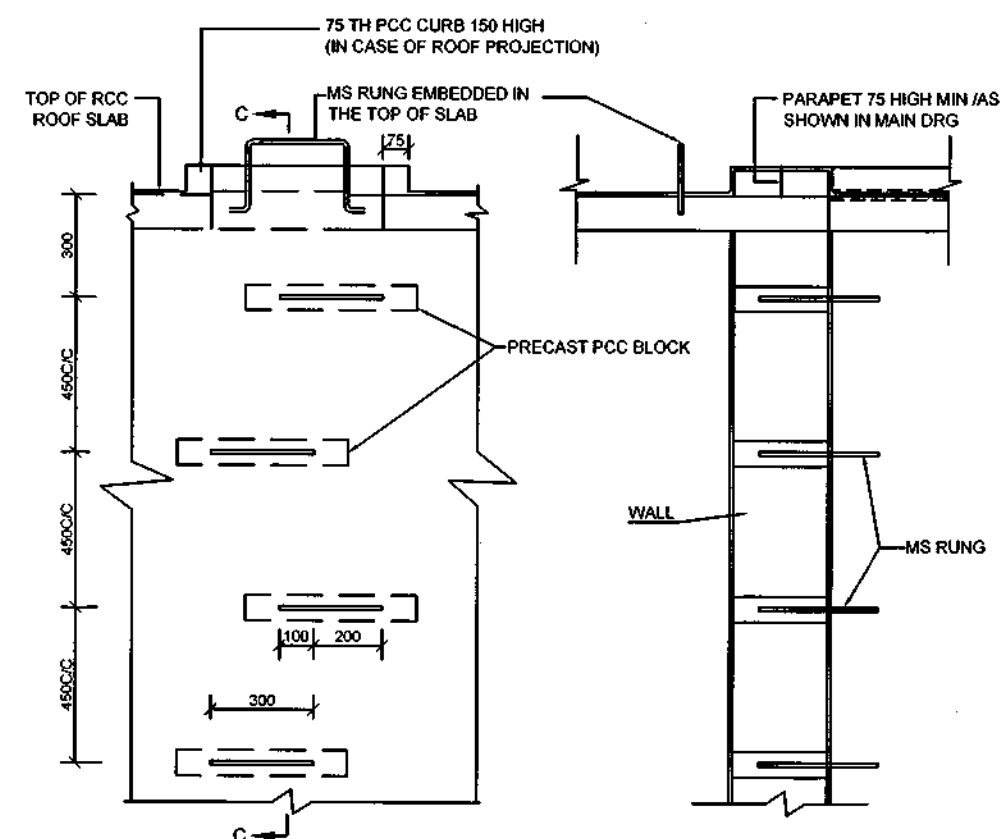 75 TH PCC CURB 150 HIGH
(IN CASE OF ROOF PROJECTION)
TOP OF RCC
ROOF SLAB
C
MS RUNG EMBEDDED IN
THE TOP OF SLAB
75
PARAPET 75 HIGH MIN /AS
SHOWN IN MAIN DRG
300
450C/C
450C/C
450C/C
PRECAST PCC BLOCK
WALL
MS RUNG
100
200
300
C